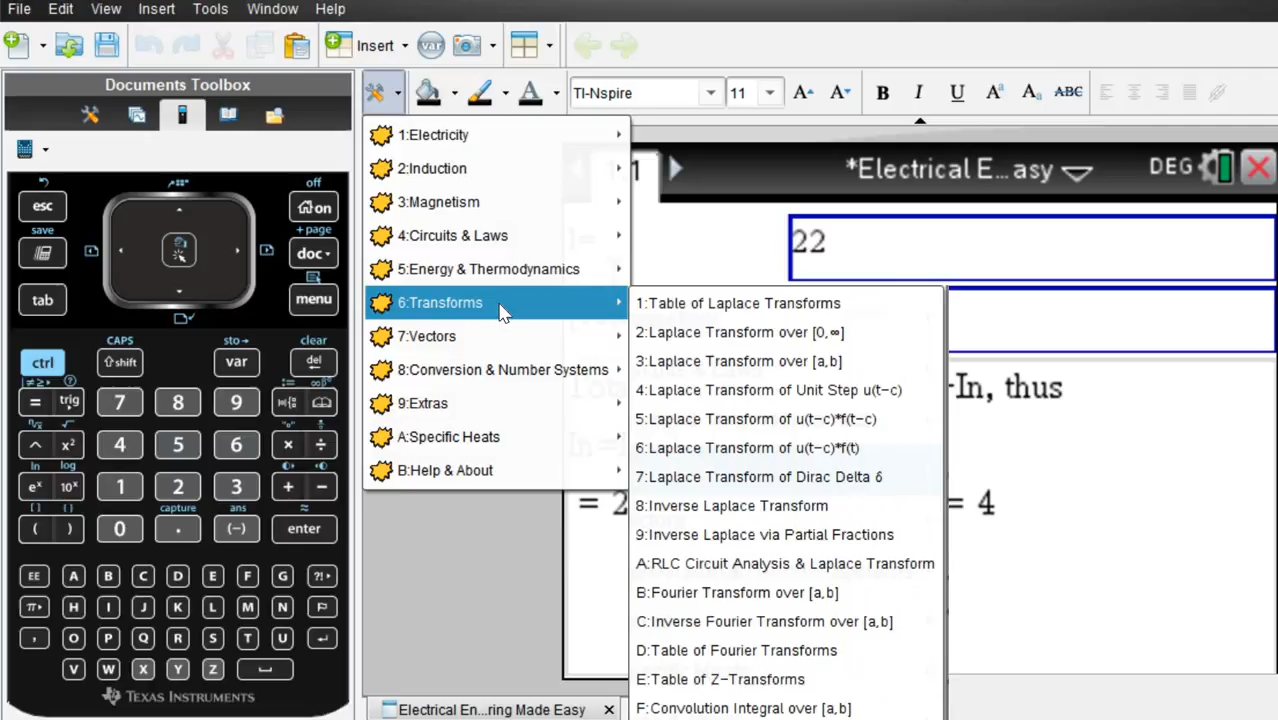 File Edit View Insert Tools Window Help
Insert var
Documents Toolbox
TI-Nspire 11 A A B I U A A ABC
1:Electricity
2:Induction
3:Magnetism
4:Circuits & Laws
5:Energy & Thermodynamics
6:Transforms
7:Vectors
8:Conversion & Number Systems
9:Extras
A:Specific Heats
B:Help & About
1:Table of Laplace Transforms
2:Laplace Transform over [0,∞]
3:Laplace Transform over [a,b]
4:Laplace Transform of Unit Step u(t−c)
5:Laplace Transform of u(t−c)*f(t−c)
6:Laplace Transform of u(t−c)*f(t)
7:Laplace Transform of Dirac Delta δ
8:Inverse Laplace Transform
9:Inverse Laplace via Partial Fractions
A:RLC Circuit Analysis & Laplace Transform
B:Fourier Transform over [a,b]
C:Inverse Fourier Transform over [a,b]
D:Table of Fourier Transforms
E:Table of Z−Transforms
F:Convolution Integral over [a,b]
*Electrical E...asy DEG
22
-In, thus
= 2
= 4
Electrical En...ring Made Easy
off
esc on
save + page
doc
tab menu
CAPS sto→ clear
ctrl shift var del
= trig 7 8 9
ln log
^ x² 4 5 6 × ÷
eˣ 10ˣ 1 2 3 + −
capture
( ) 0 . (−) enter
EE A B C D E F G ?!
π H I J K L M N
, O P Q R S T U
V W X Y Z
TEXAS INSTRUMENTS